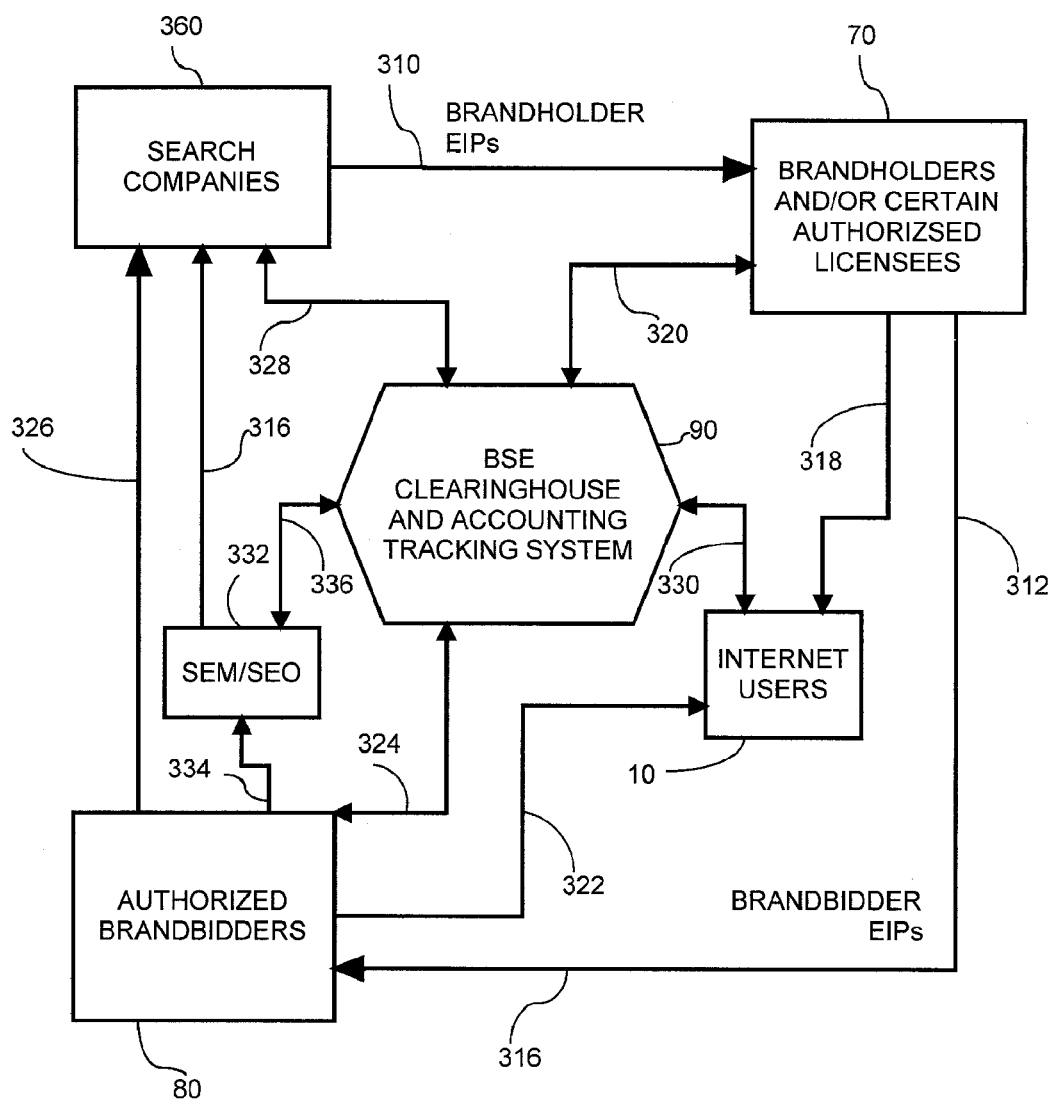 360
310
70
BRANDHOLDER
EIPs
SEARCH
COMPANIES
BRANDHOLDERS
AND/OR CERTAIN
AUTHORIZSED
LICENSEES
320
328
326
316
90
318
BSE
CLEARINGHOUSE
AND ACCOUNTING
TRACKING SYSTEM
332
336
330
312
SEM/SEO
INTERNET
USERS
324
334
10
322
AUTHORIZED
BRANDBIDDERS
BRANDBIDDER
EIPs
316
80